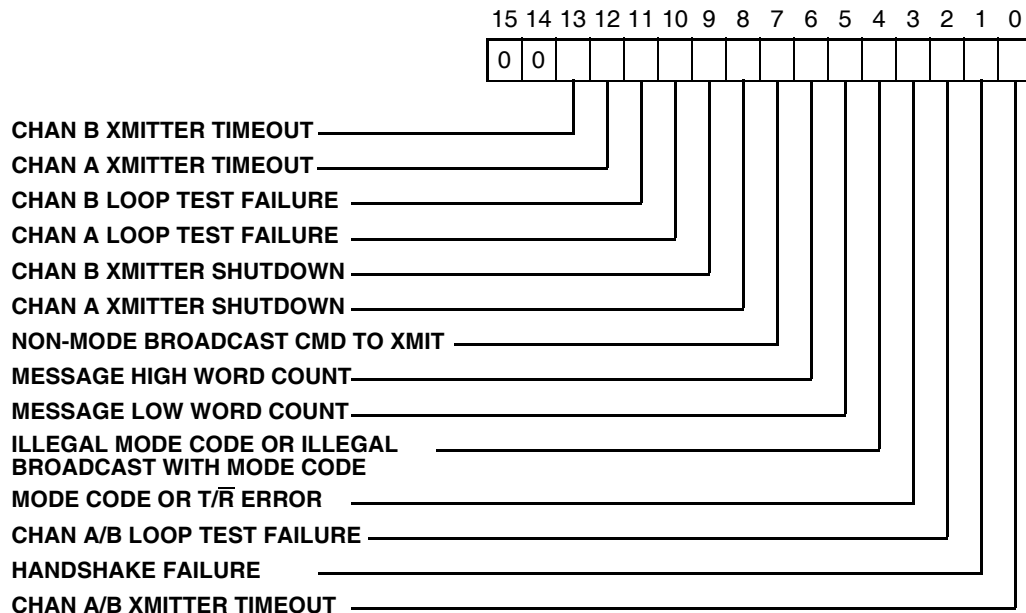 15 14 13 12 11 10 9 8 7 6 5 4 3 2 1 0
0 0
CHAN B XMITTER TIMEOUT
CHAN A XMITTER TIMEOUT
CHAN B LOOP TEST FAILURE
CHAN A LOOP TEST FAILURE
CHAN B XMITTER SHUTDOWN
CHAN A XMITTER SHUTDOWN
NON-MODE BROADCAST CMD TO XMIT
MESSAGE HIGH WORD COUNT
MESSAGE LOW WORD COUNT
ILLEGAL MODE CODE OR ILLEGAL
BROADCAST WITH MODE CODE
MODE CODE OR T/R̅ ERROR
CHAN A/B LOOP TEST FAILURE
HANDSHAKE FAILURE
CHAN A/B XMITTER TIMEOUT